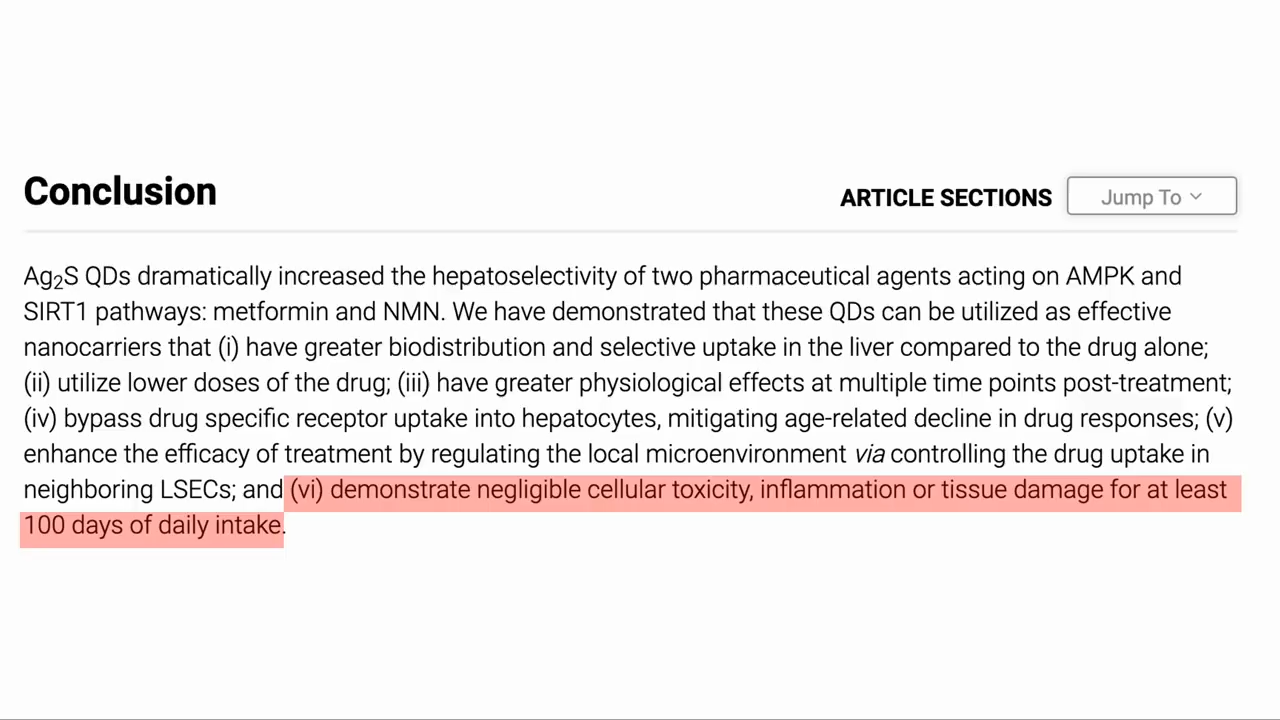 Conclusion
ARTICLE SECTIONS
Jump To
Ag₂S QDs dramatically increased the hepatoselectivity of two pharmaceutical agents acting on AMPK and
SIRT1 pathways: metformin and NMN. We have demonstrated that these QDs can be utilized as effective
nanocarriers that (i) have greater biodistribution and selective uptake in the liver compared to the drug alone;
(ii) utilize lower doses of the drug; (iii) have greater physiological effects at multiple time points post-treatment;
(iv) bypass drug specific receptor uptake into hepatocytes, mitigating age-related decline in drug responses; (v)
enhance the efficacy of treatment by regulating the local microenvironment via controlling the drug uptake in
neighboring LSECs; and (vi) demonstrate negligible cellular toxicity, inflammation or tissue damage for at least
100 days of daily intake.